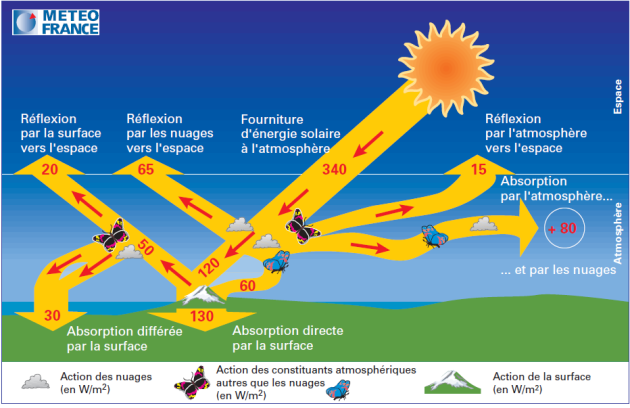 METEO
FRANCE
Espace
Réflexion
par la surface
vers l'espace
Réflexion
par les nuages
vers l'espace
Fourniture
d'énergie solaire
à l'atmosphère
Réflexion
par l'atmosphère
vers l'espace
20
65
340
15
Absorption
par l'atmosphère...
+ 80
Atmosphère
... et par les nuages
50
120
60
30
130
Absorption différée
par la surface
Absorption directe
par la surface
Action des nuages
(en W/m2)
Action des constituants atmosphériques
autres que les nuages
(en W/m2)
Action de la surface
(en W/m2)